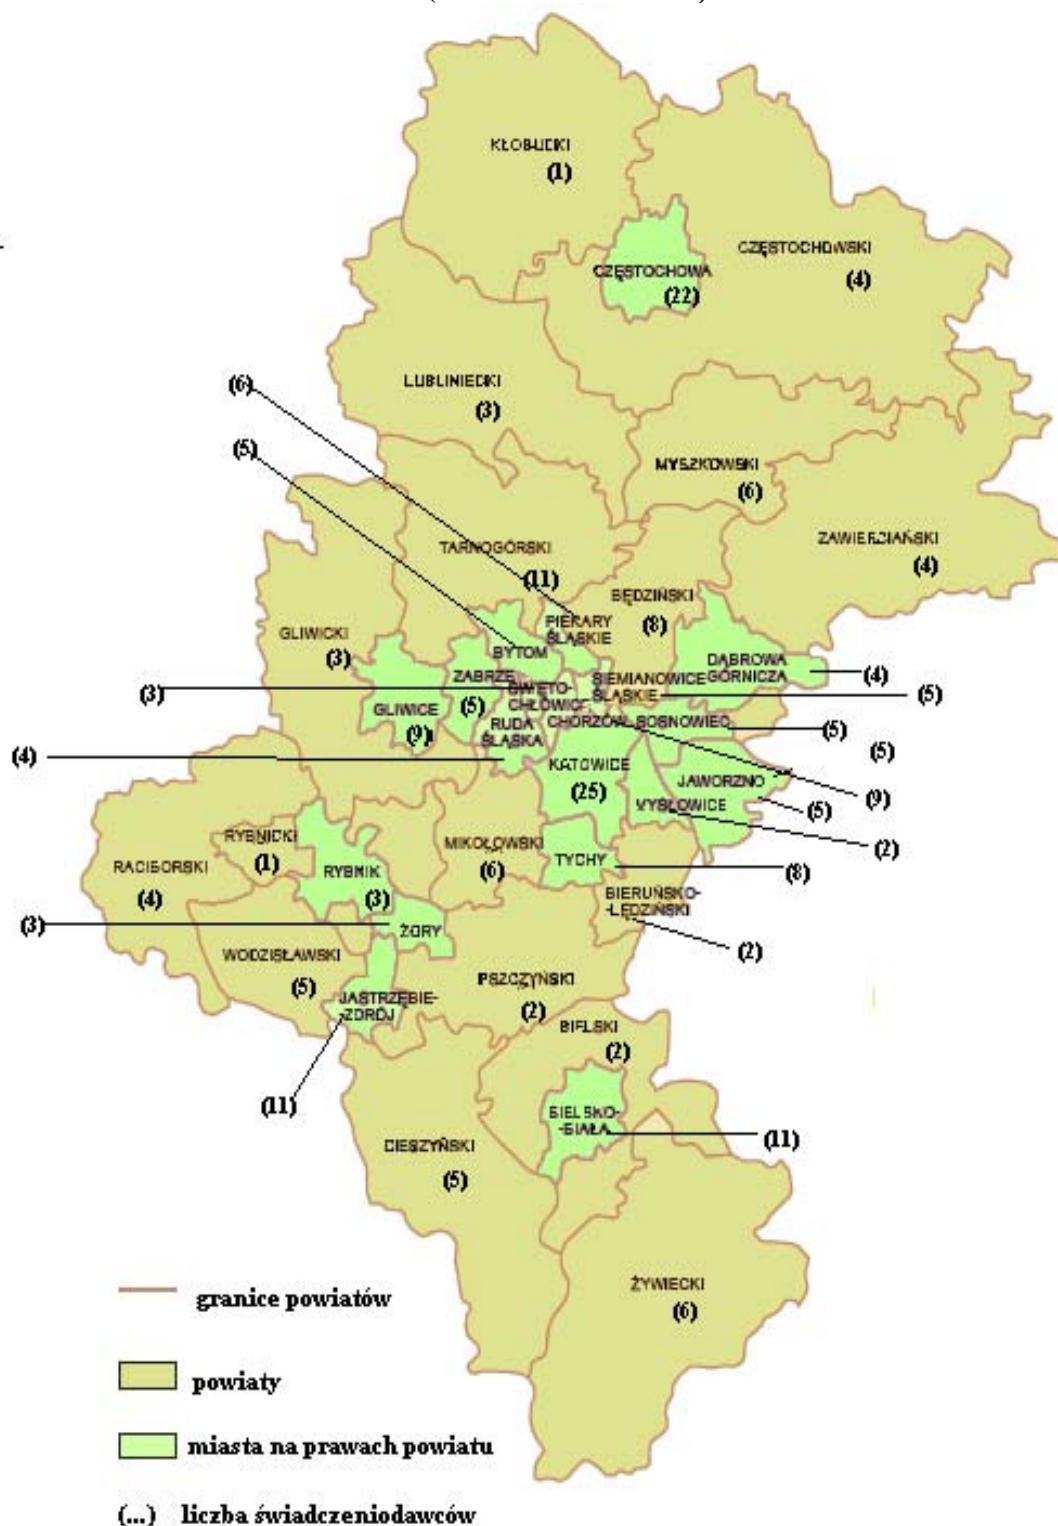 KŁOBUCKI
(1)
CZĘSTOCHOWSKI
(4)
CZĘSTOCHOWA
(22)
LUBLINIECKI
(3)
(6)
(5)
MYSZKOWSKI
(6)
ZAWIERCIAŃSKI
(4)
TARNOGÓRSKI
(11)
BĘDZIŃSKI
(8)
PIEKARY
ŚLĄSKIE
GLIWICKI
(3)
BYTOM
DĄBROWA
GÓRNICZA
(4)
ZABRZE
(5)
SIEMIANOWICE
ŚLĄSKIE
(5)
(3)
ŚWIĘTO-
CHŁOWICE
GLIWICE
(9)
RUDA
ŚLĄSKA
CHORZÓW
SOSNOWIEC
(5)
(5)
(4)
KATOWICE
(25)
JAWORZNO
(5)
(9)
MYSŁOWICE
(2)
RYBNICKI
(1)
MIKOŁOWSKI
(6)
TYCHY
(8)
RACIBORSKI
(4)
RYBNIK
(3)
BIERUŃSKO-
-LĘDZIŃSKI
(2)
(3)
ŻORY
WODZISŁAWSKI
(5)
PSZCZYŃSKI
(2)
JASTRZĘBIE-
-ZDRÓJ
(11)
BIELSKI
(2)
BIELSKO-
-BIAŁA
(11)
CIESZYŃSKI
(5)
ŻYWIECKI
(6)
granice powiatów
powiaty
miasta na prawach powiatu
(...) liczba świadczeniodawców